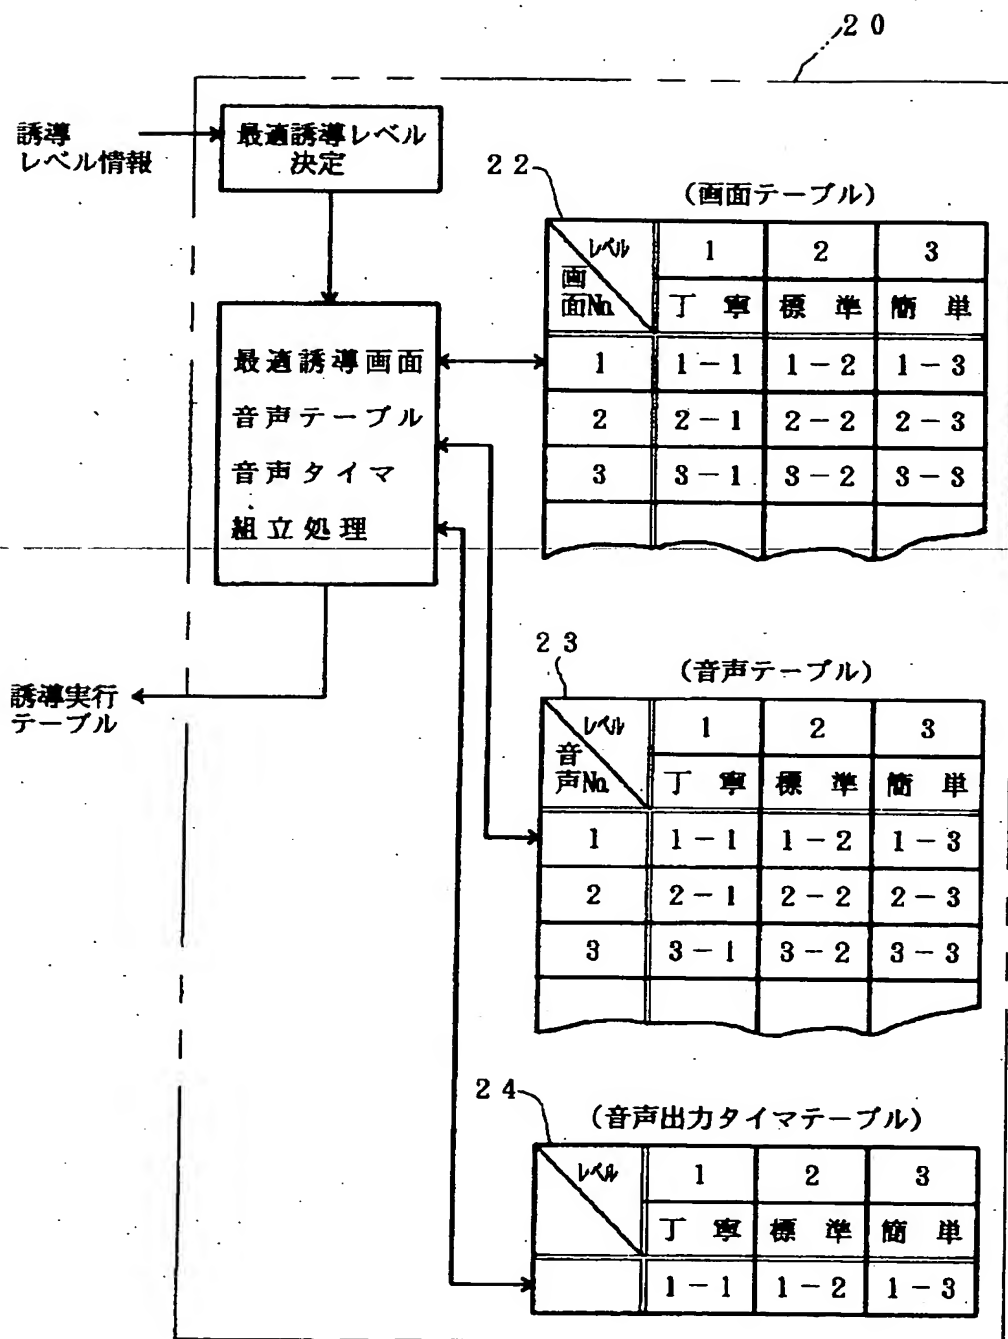 ２０
誘導
レベル情報
最適誘導レベル
決定
２２
（画面テーブル）
レベル 1 2 3
画
面No. 丁寧 標準 簡単
1 1－1 1－2 1－3
2 2－1 2－2 2－3
3 3－1 3－2 3－3
最適誘導画面
音声テーブル
音声タイマ
組立処理
誘導実行
テーブル
２３
（音声テーブル）
レベル 1 2 3
音
声No. 丁寧 標準 簡単
1 1－1 1－2 1－3
2 2－1 2－2 2－3
3 3－1 3－2 3－3
２４
（音声出力タイマテーブル）
レベル 1 2 3
丁寧 標準 簡単
1－1 1－2 1－3